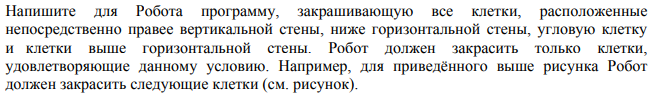 Напишите для Робота программу, закрашивающую все клетки, расположенные
непосредственно правее вертикальной стены, ниже горизонтальной стены, угловую клетку
и клетки выше горизонтальной стены. Робот должен закрасить только клетки,
удовлетворяющие данному условию. Например, для приведённого выше рисунка Робот
должен закрасить следующие клетки (см. рисунок).